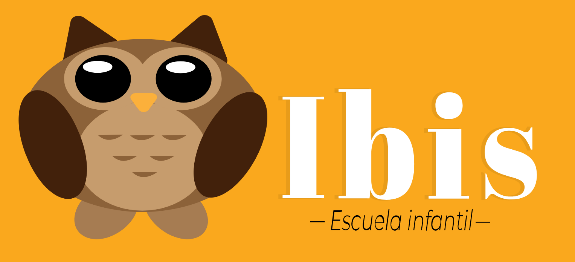 Ibis
– Escuela infantil –